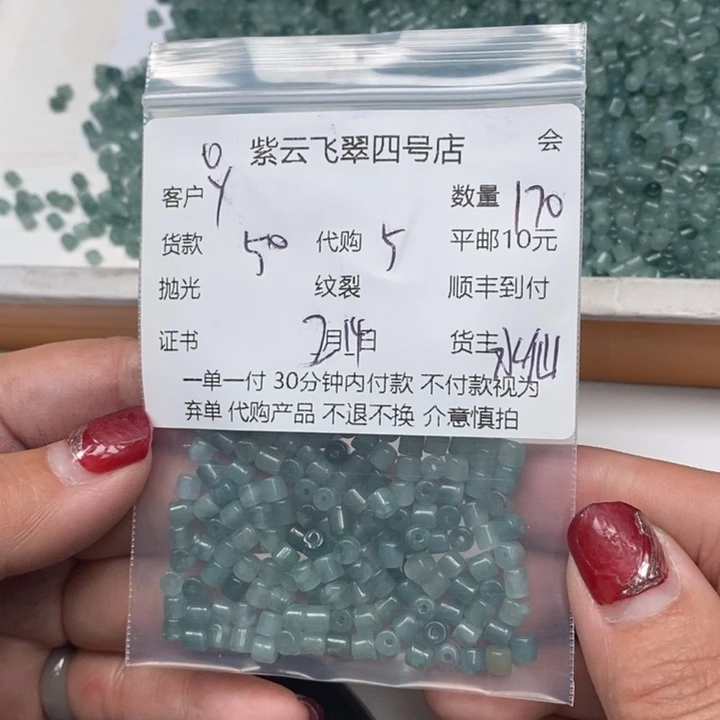 紫云飞翠四号店 会
客户 O Y 数量 170
货款 50 代购 5 平邮10元
抛光 纹裂 顺丰到付
证书 2月14日 货主 水仙
一单一付 30分钟内付款 不付款视为
弃单 代购产品 不退不换 介意慎拍